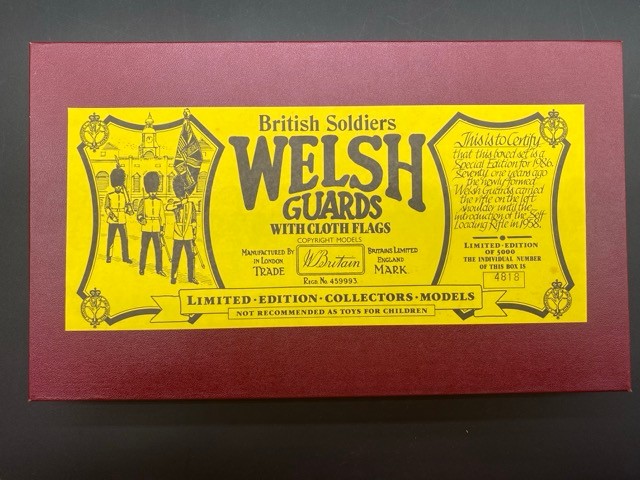 British Soldiers
WELSH
GUARDS
WITH CLOTH FLAGS
COPYRIGHT MODELS
MANUFACTURED BY
IN LONDON
TRADE
W. Britain
BRITAINS LIMITED
ENGLAND
MARK
REGD. No. 459993
LIMITED·EDITION·COLLECTORS·MODELS
NOT RECOMMENDED AS TOYS FOR CHILDREN
This is to Certify
that this boxed set is a
Special Edition for 1986.
Seventy one years ago
the newly formed
Welsh Guards carried
the rifle on the left
shoulder until the
introduction of the Self
Loading Rifle in 1958.
LIMITED·EDITION
OF 5000
THE INDIVIDUAL NUMBER
OF THIS BOX IS
4818